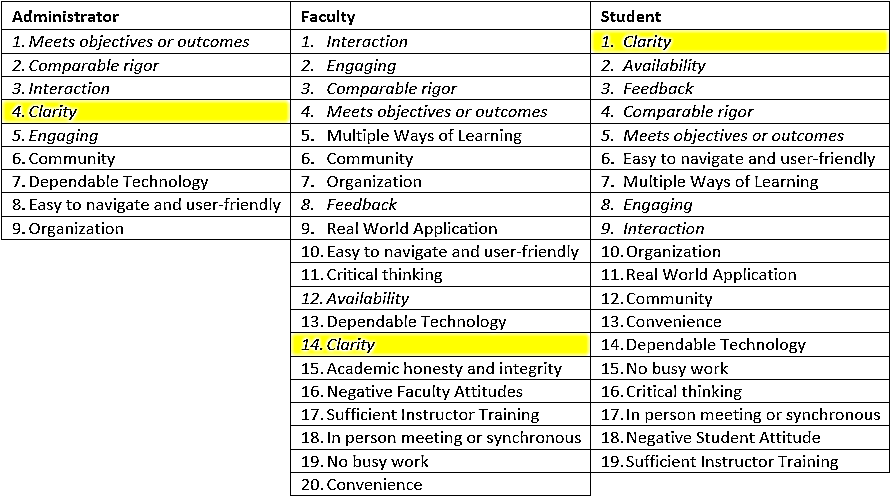 Administrator Faculty Student
1. Meets objectives or outcomes 1. Interaction 1. Clarity
2. Comparable rigor 2. Engaging 2. Availability
3. Interaction 3. Comparable rigor 3. Feedback
4. Clarity 4. Meets objectives or outcomes 4. Comparable rigor
5. Engaging 5. Multiple Ways of Learning 5. Meets objectives or outcomes
6. Community 6. Community 6. Easy to navigate and user-friendly
7. Dependable Technology 7. Organization 7. Multiple Ways of Learning
8. Easy to navigate and user-friendly 8. Feedback 8. Engaging
9. Organization 9. Real World Application 9. Interaction
10. Easy to navigate and user-friendly 10. Organization
11. Critical thinking 11. Real World Application
12. Availability 12. Community
13. Dependable Technology 13. Convenience
14. Clarity 14. Dependable Technology
15. Academic honesty and integrity 15. No busy work
16. Negative Faculty Attitudes 16. Critical thinking
17. Sufficient Instructor Training 17. In person meeting or synchronous
18. In person meeting or synchronous 18. Negative Student Attitude
19. No busy work 19. Sufficient Instructor Training
20. Convenience